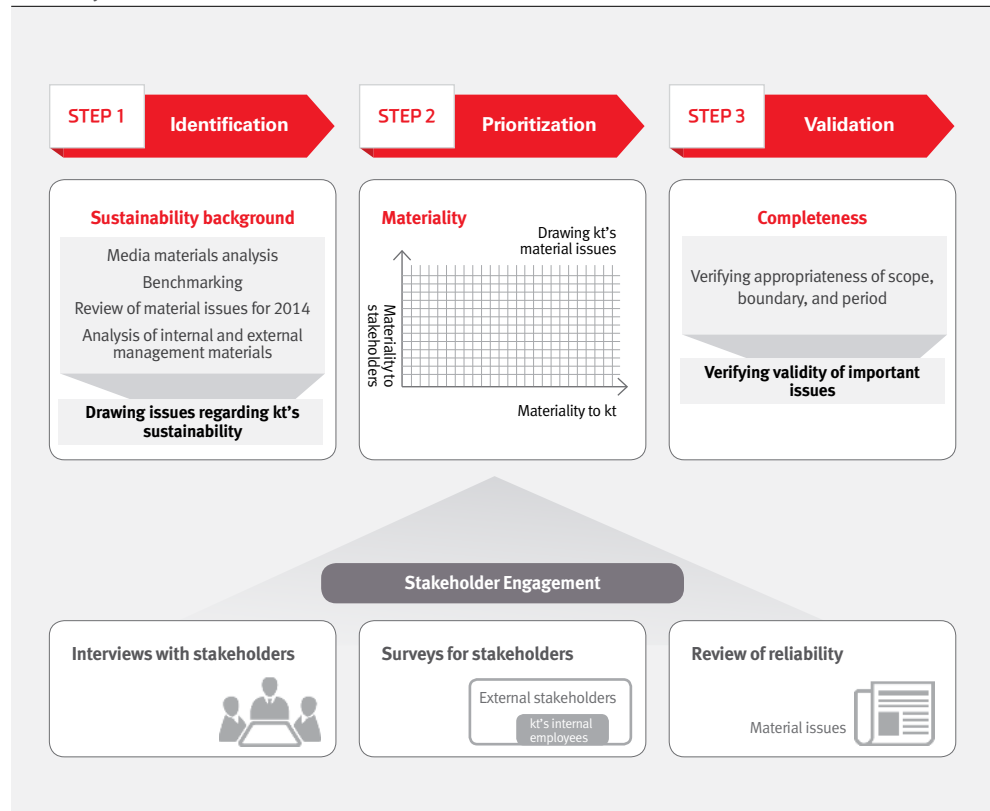 STEP 1
Identification
STEP 2
Prioritization
STEP 3
Validation
Sustainability background
Media materials analysis
Benchmarking
Review of material issues for 2014
Analysis of internal and external
management materials
Drawing issues regarding kt's
sustainability
Materiality
Drawing kt's
material issues
Materiality to
stakeholders
Materiality to kt
Completeness
Verifying appropriateness of scope,
boundary, and period
Verifying validity of important
issues
Stakeholder Engagement
Interviews with stakeholders
Surveys for stakeholders
External stakeholders
kt's internal
employees
Review of reliability
Material issues